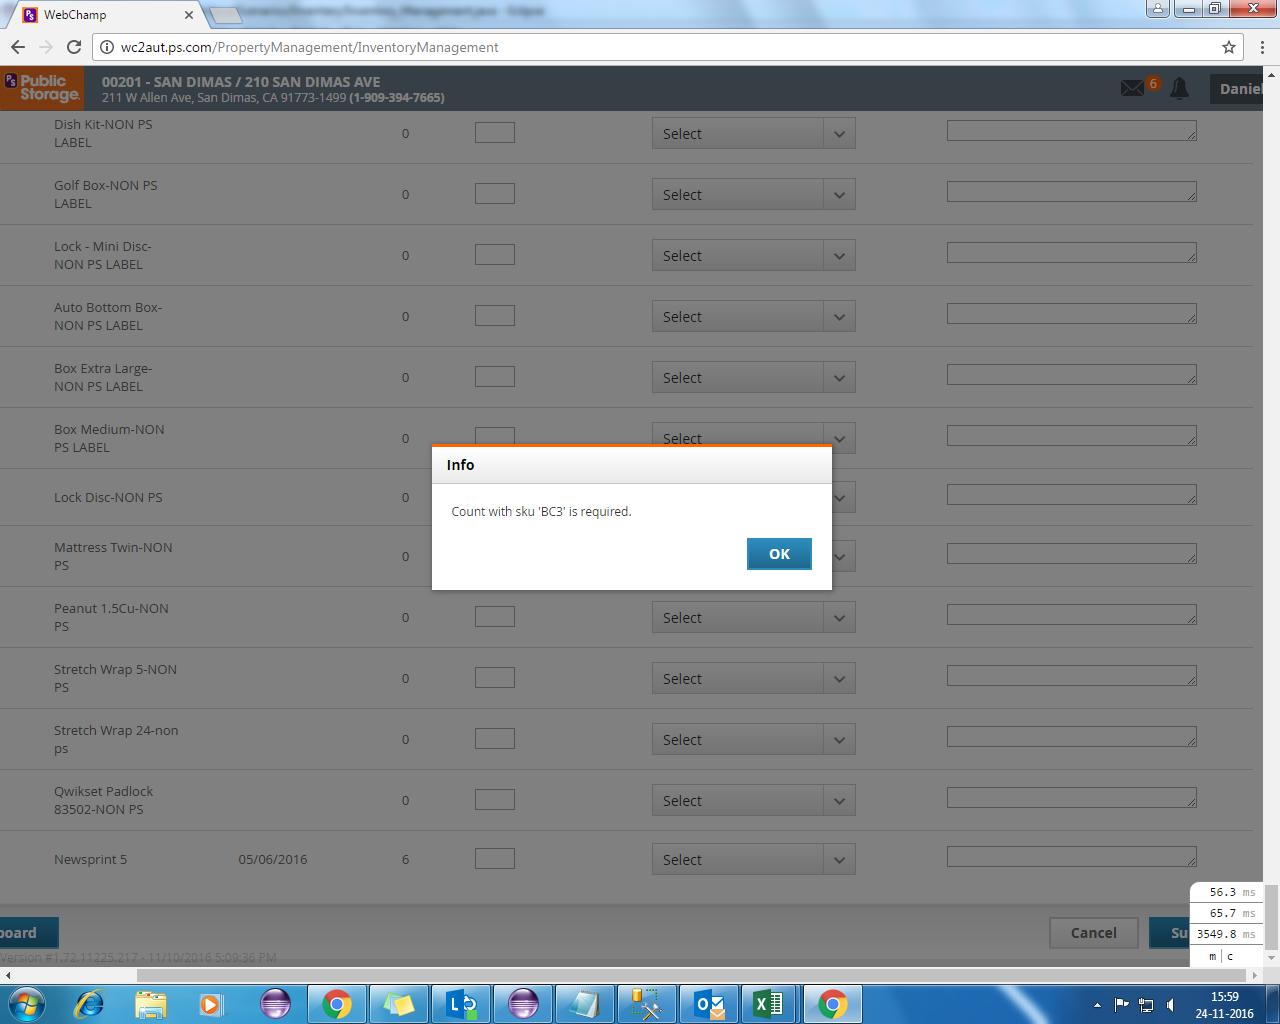 WebChamp
wc2aut.ps.com/PropertyManagement/InventoryManagement
PS Public Storage.
00201 - SAN DIMAS / 210 SAN DIMAS AVE
211 W Allen Ave, San Dimas, CA 91773-1499 (1-909-394-7665)
6
Daniel
Dish Kit-NON PS LABEL 0 Select
Golf Box-NON PS LABEL 0 Select
Lock - Mini Disc-NON PS LABEL 0 Select
Auto Bottom Box-NON PS LABEL 0 Select
Box Extra Large-NON PS LABEL 0 Select
Box Medium-NON PS LABEL 0 Select
Info
Lock Disc-NON PS 0
Count with sku 'BC3' is required.
Mattress Twin-NON PS 0
OK
Peanut 1.5Cu-NON PS 0 Select
Stretch Wrap 5-NON PS 0 Select
Stretch Wrap 24-non ps 0 Select
Qwikset Padlock 83502-NON PS 0 Select
Newsprint 5 05/06/2016 6 Select
56.3 ms
65.7 ms
3549.8 ms
m | c
board Cancel Su
Version #1.72.11225.217 - 11/10/2016 5:09:36 PM
15:59
24-11-2016